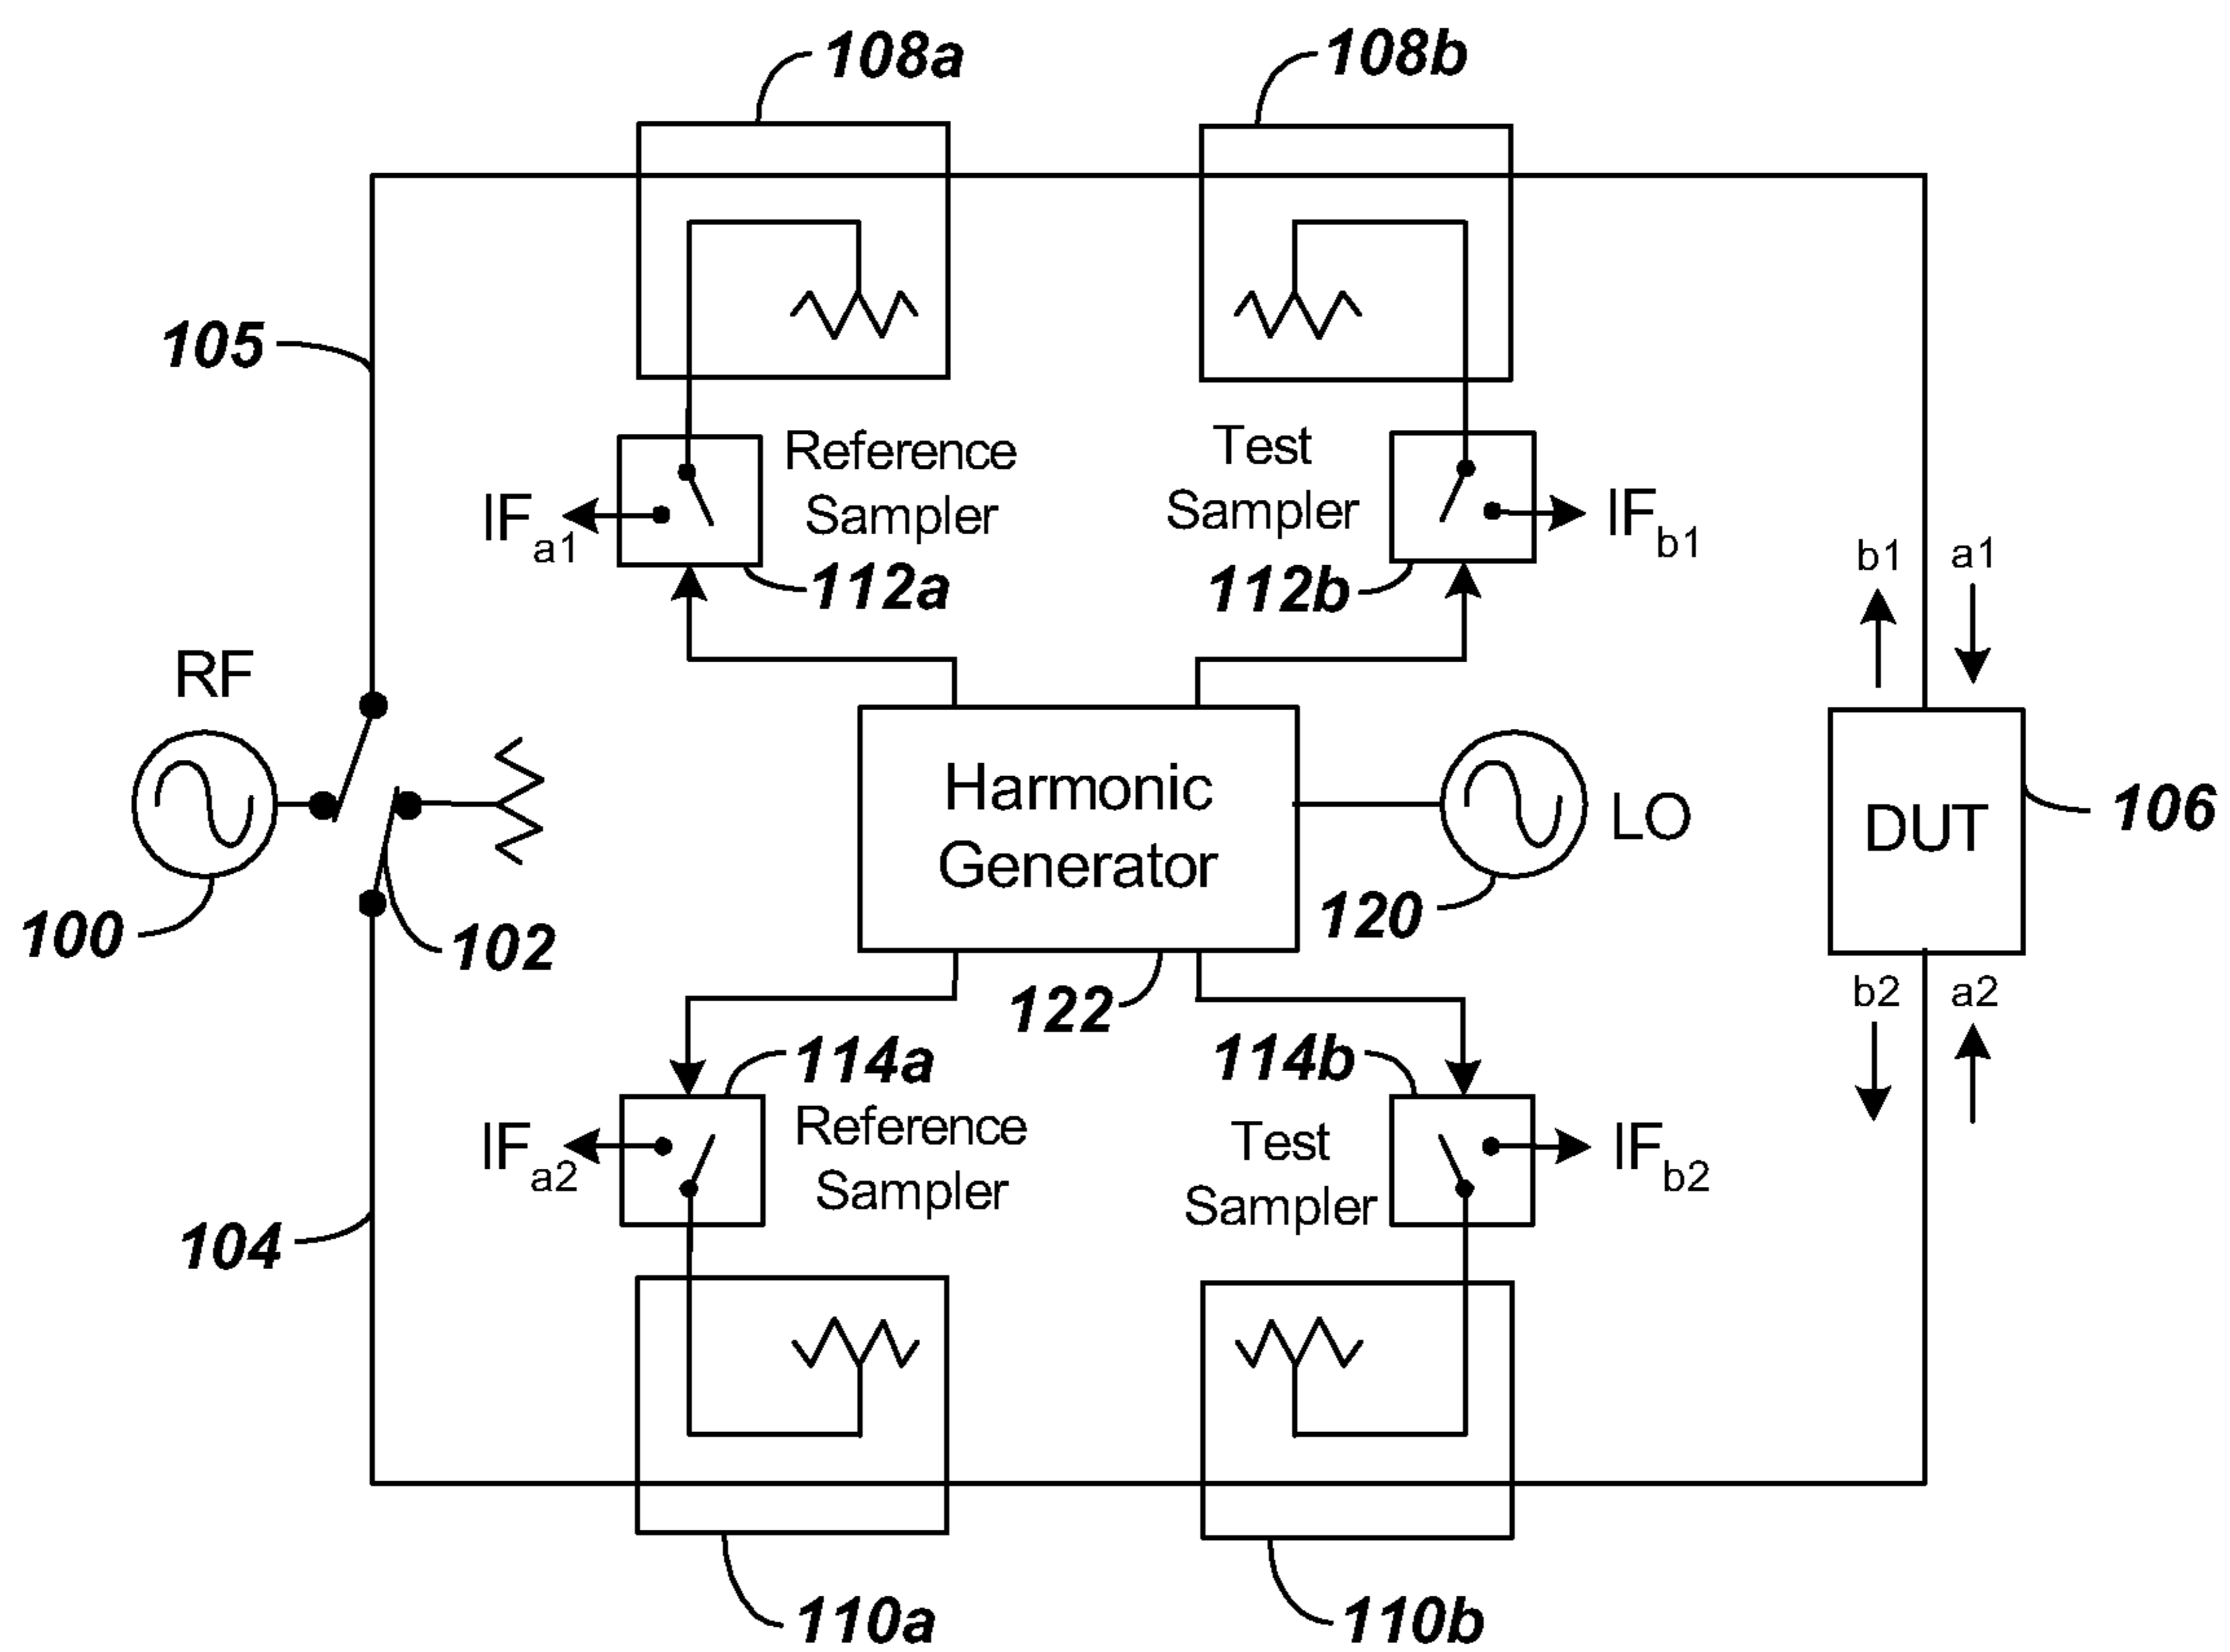 108a
108b
105
Reference
Sampler
Test
Sampler
IFa1
IFb1
112a
112b
b1
a1
RF
Harmonic
Generator
LO
DUT
106
100
102
120
122
b2
a2
114a
114b
IFa2
Reference
Sampler
Test
Sampler
IFb2
104
110a
110b